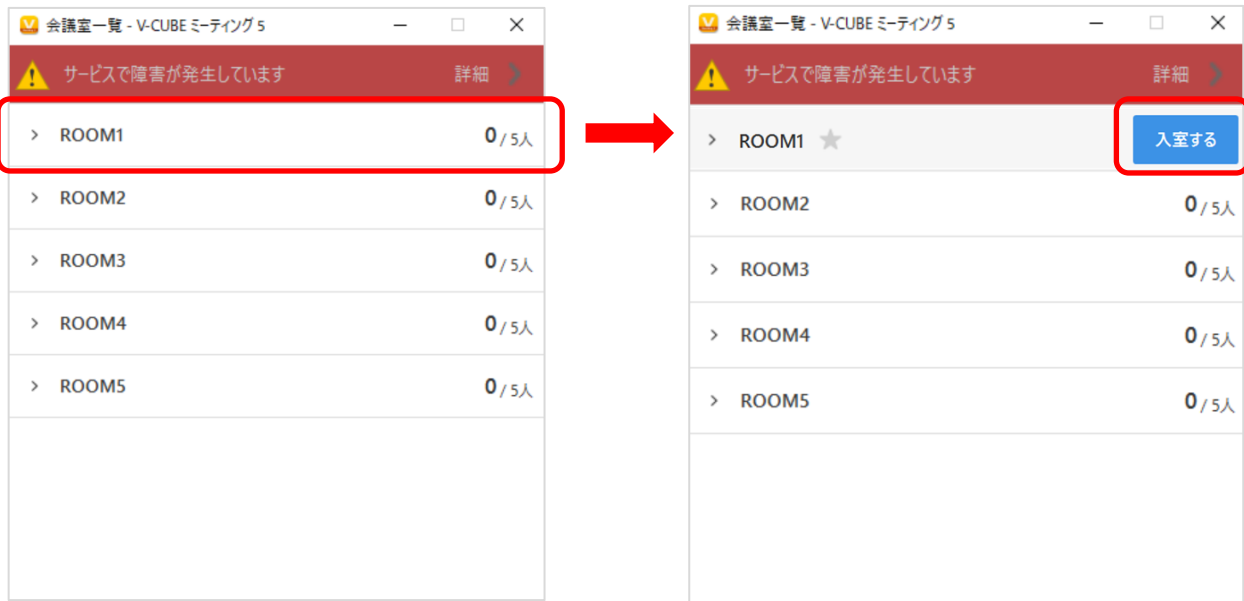 会議室一覧 - V-CUBE ミーティング 5
サービスで障害が発生しています 詳細
ROOM1 0 / 5人
ROOM2 0 / 5人
ROOM3 0 / 5人
ROOM4 0 / 5人
ROOM5 0 / 5人
会議室一覧 - V-CUBE ミーティング 5
サービスで障害が発生しています 詳細
ROOM1 ★ 入室する
ROOM2 0 / 5人
ROOM3 0 / 5人
ROOM4 0 / 5人
ROOM5 0 / 5人